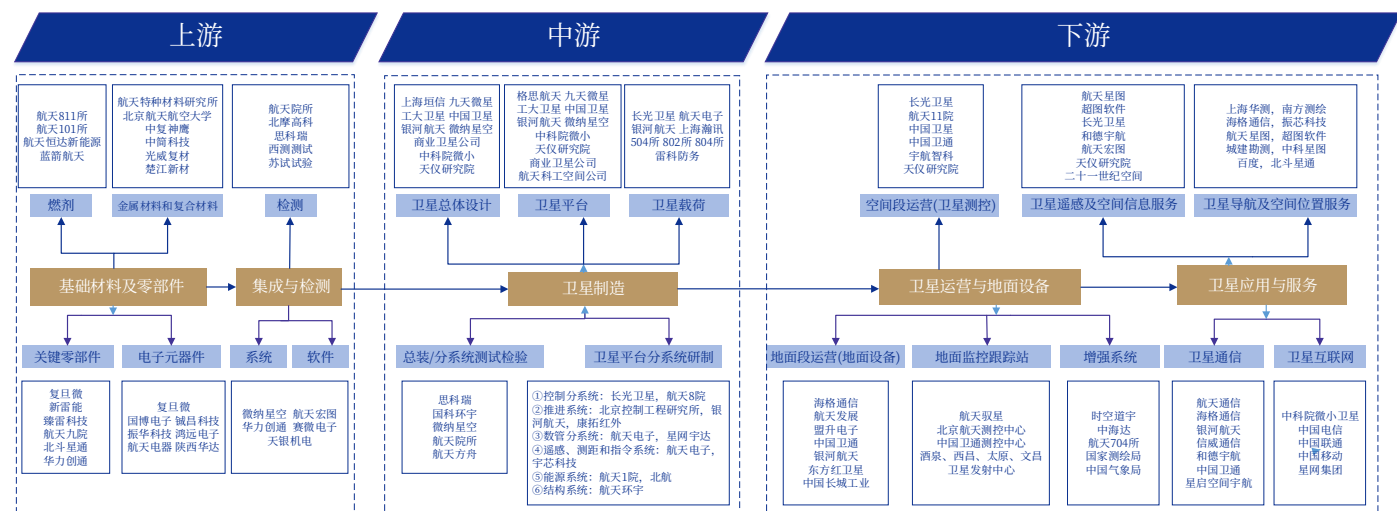 上游
中游
下游
航天811所
航天101所
航天恒达新能源
蓝箭航天
航天特种材料研究所
北京航天航空大学
中复神鹰
中简科技
光威复材
楚江新材
航天院所
北摩高科
思科瑞
西测测试
苏试试验
上海垣信 九天微星
工大卫星 中国卫星
银河航天 微纳星空
商业卫星公司
中科院微小
天仪研究院
格思航天 九天微星
工大卫星 中国卫星
银河航天 微纳星空
中科院微小
天仪研究院
商业卫星公司
航天科工空间公司
长光卫星 航天电子
银河航天 上海瀚讯
504所 802所 804所
雷科防务
长光卫星
航天11院
中国卫星
中国卫通
宇航智科
天仪研究院
航天星图
超图软件
长光卫星
和德宇航
航天宏图
天仪研究院
二十一世纪空间
上海华测，南方测绘
海格通信，振芯科技
航天星图，超图软件
城建勘测，中科星图
百度，北斗星通
燃剂
金属材料和复合材料
检测
卫星总体设计
卫星平台
卫星载荷
空间段运营(卫星测控)
卫星遥感及空间信息服务
卫星导航及空间位置服务
基础材料及零部件
集成与检测
卫星制造
卫星运营与地面设备
卫星应用与服务
关键零部件
电子元器件
系统
软件
总装/分系统测试检验
卫星平台分系统研制
地面段运营(地面设备)
地面监控跟踪站
增强系统
卫星通信
卫星互联网
复旦微
新雷能
臻雷科技
航天九院
北斗星通
华力创通
复旦微
国博电子 铖昌科技
振华科技 鸿远电子
航天电器 陕西华达
微纳星空 航天宏图
华力创通 赛微电子
天银机电
思科瑞
国科环宇
微纳星空
航天院所
航天方舟
①控制分系统：长光卫星，航天8院
②推进系统：北京控制工程研究所，银
河航天，康拓红外
③数管分系统：航天电子，星网宇达
④遥感、测距和指令系统：航天电子，
宇芯科技
⑤能源系统：航天1院，北航
⑥结构系统：航天环宇
海格通信
航天发展
盟升电子
中国卫通
银河航天
东方红卫星
中国长城工业
航天驭星
北京航天测控中心
中国卫通测控中心
酒泉、西昌、太原、文昌
卫星发射中心
时空道宇
中海达
航天704所
国家测绘局
中国气象局
航天通信
海格通信
银河航天
信威通信
和德宇航
中国卫通
星启空间宇航
中科院微小卫星
中国电信
中国联通
中国移动
星网集团